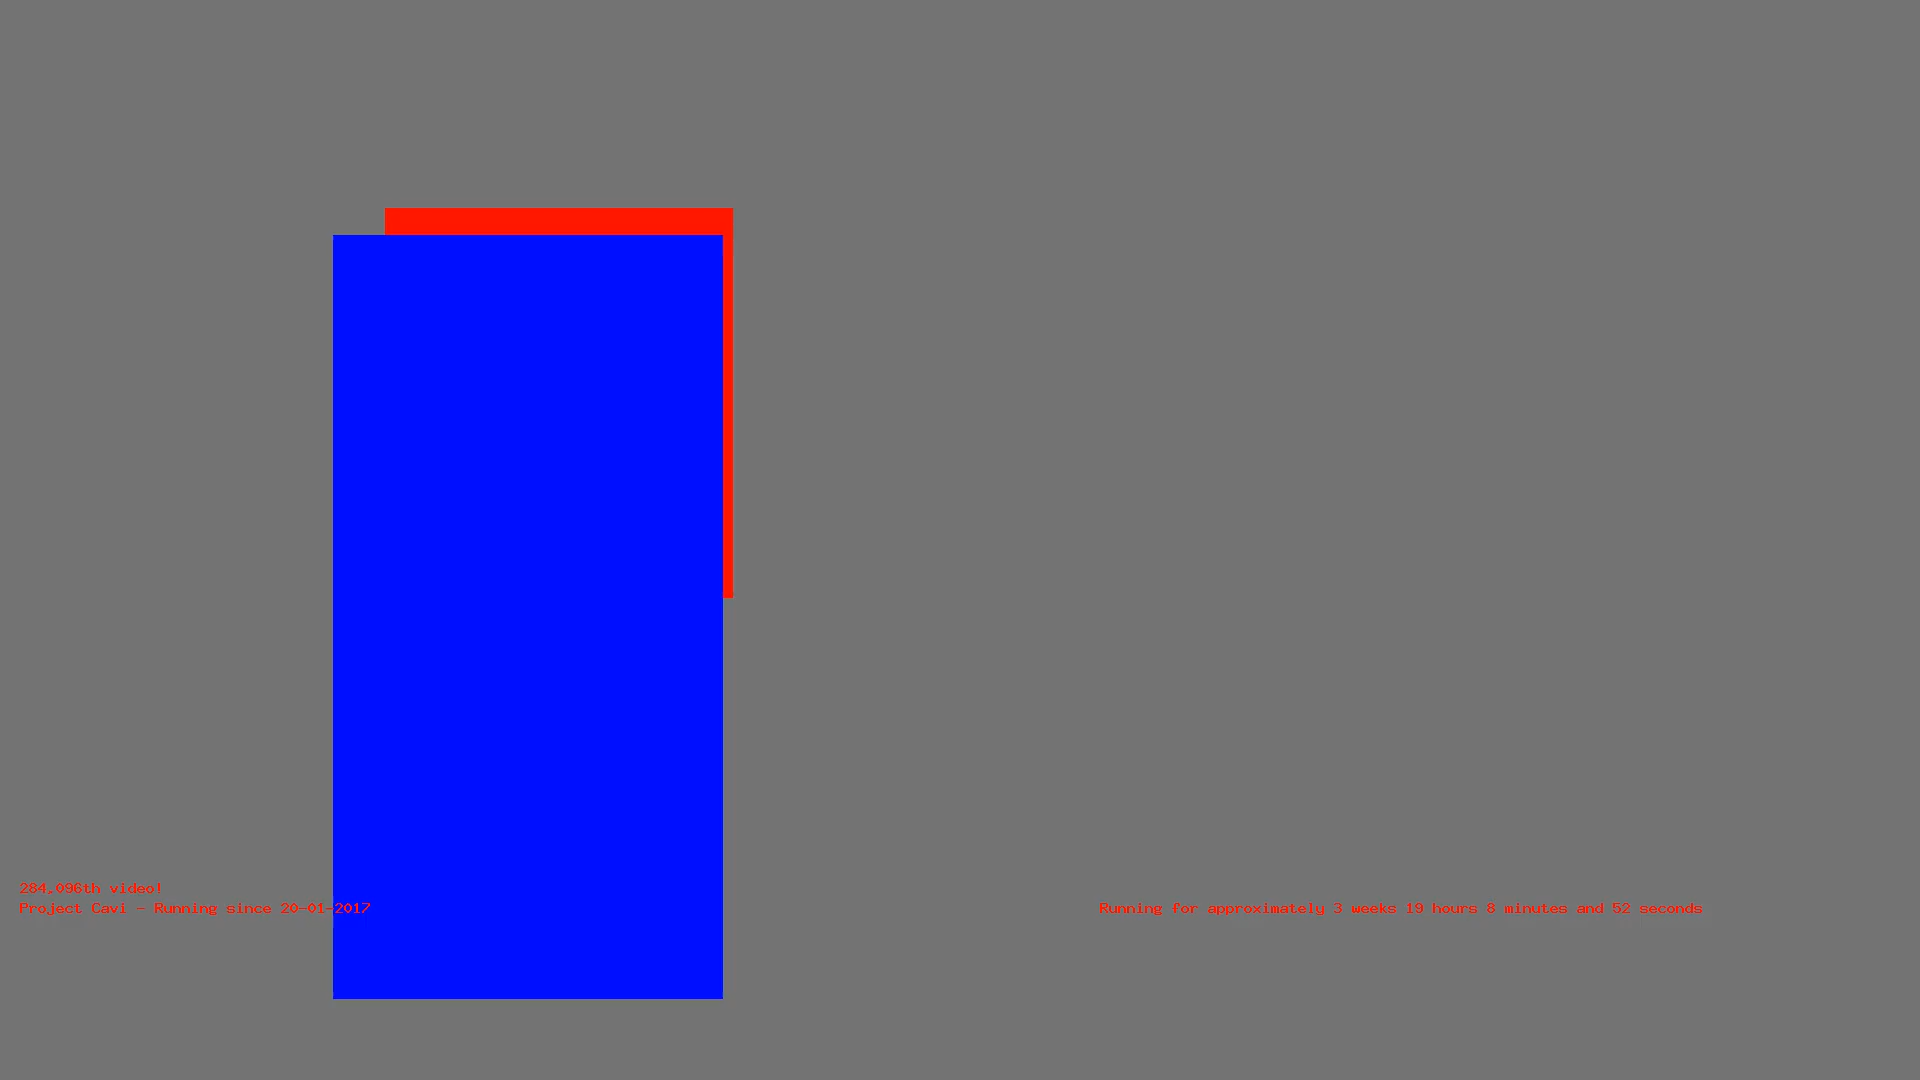 284,096th video!
Project Cavi - Running since 20-01-2017
Running for approximately 3 weeks 19 hours 8 minutes and 52 seconds